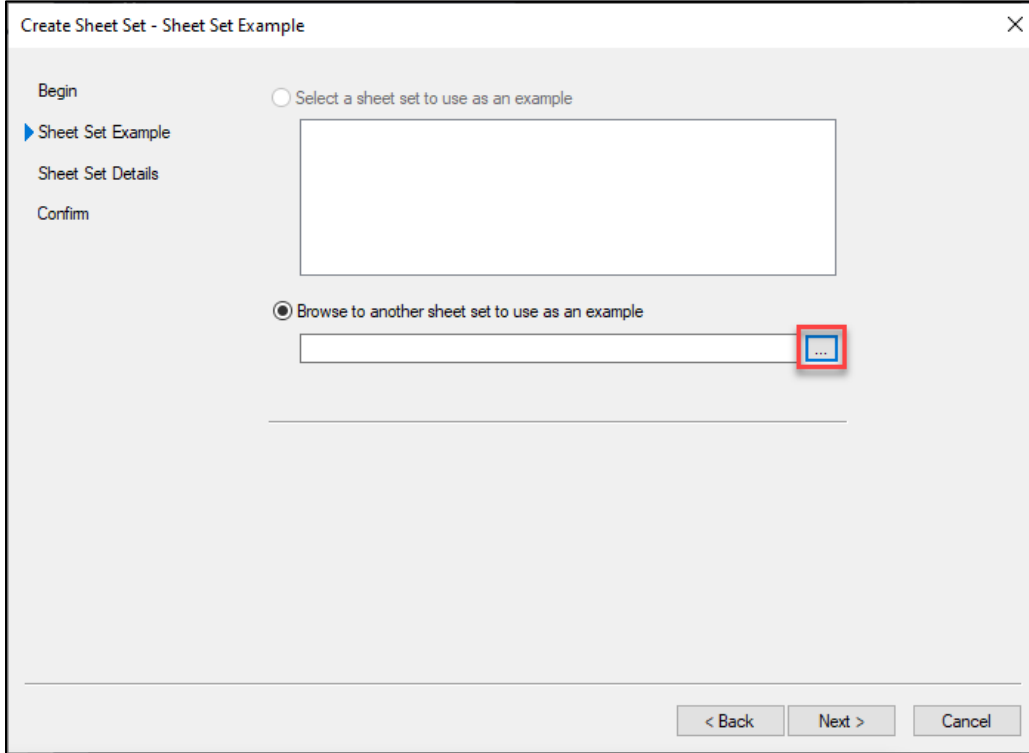 Create Sheet Set - Sheet Set Example
Begin
Sheet Set Example
Sheet Set Details
Confirm
Select a sheet set to use as an example
Browse to another sheet set to use as an example
...
< Back
Next >
Cancel